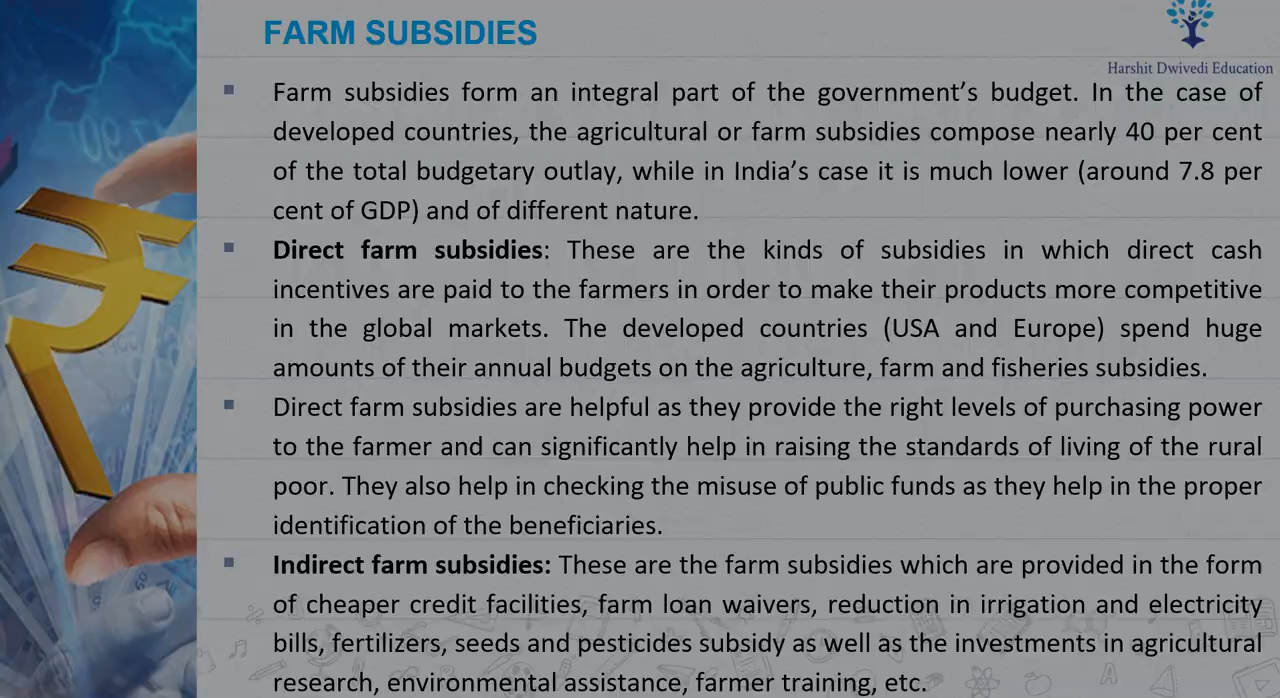 FARM SUBSIDIES
Harshit Dwivedi Education
▪ Farm subsidies form an integral part of the government’s budget. In the case of
developed countries, the agricultural or farm subsidies compose nearly 40 per cent
of the total budgetary outlay, while in India’s case it is much lower (around 7.8 per
cent of GDP) and of different nature.
▪ Direct farm subsidies: These are the kinds of subsidies in which direct cash
incentives are paid to the farmers in order to make their products more competitive
in the global markets. The developed countries (USA and Europe) spend huge
amounts of their annual budgets on the agriculture, farm and fisheries subsidies.
▪ Direct farm subsidies are helpful as they provide the right levels of purchasing power
to the farmer and can significantly help in raising the standards of living of the rural
poor. They also help in checking the misuse of public funds as they help in the proper
identification of the beneficiaries.
▪ Indirect farm subsidies: These are the farm subsidies which are provided in the form
of cheaper credit facilities, farm loan waivers, reduction in irrigation and electricity
bills, fertilizers, seeds and pesticides subsidy as well as the investments in agricultural
research, environmental assistance, farmer training, etc.